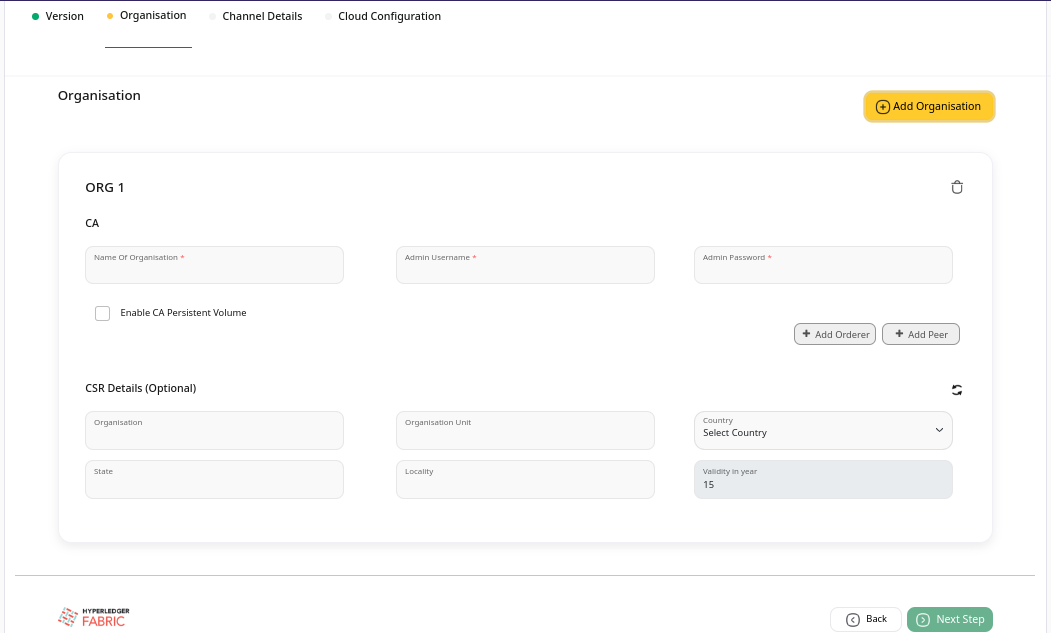 Version Organisation Channel Details Cloud Configuration
Organisation
Add Organisation
ORG 1
CA
Name Of Organisation * Admin Username * Admin Password *
Enable CA Persistent Volume
Add Orderer Add Peer
CSR Details (Optional)
Organisation Organisation Unit Country
Select Country
State Locality Validity in year
15
HYPERLEDGER
FABRIC
Back Next Step